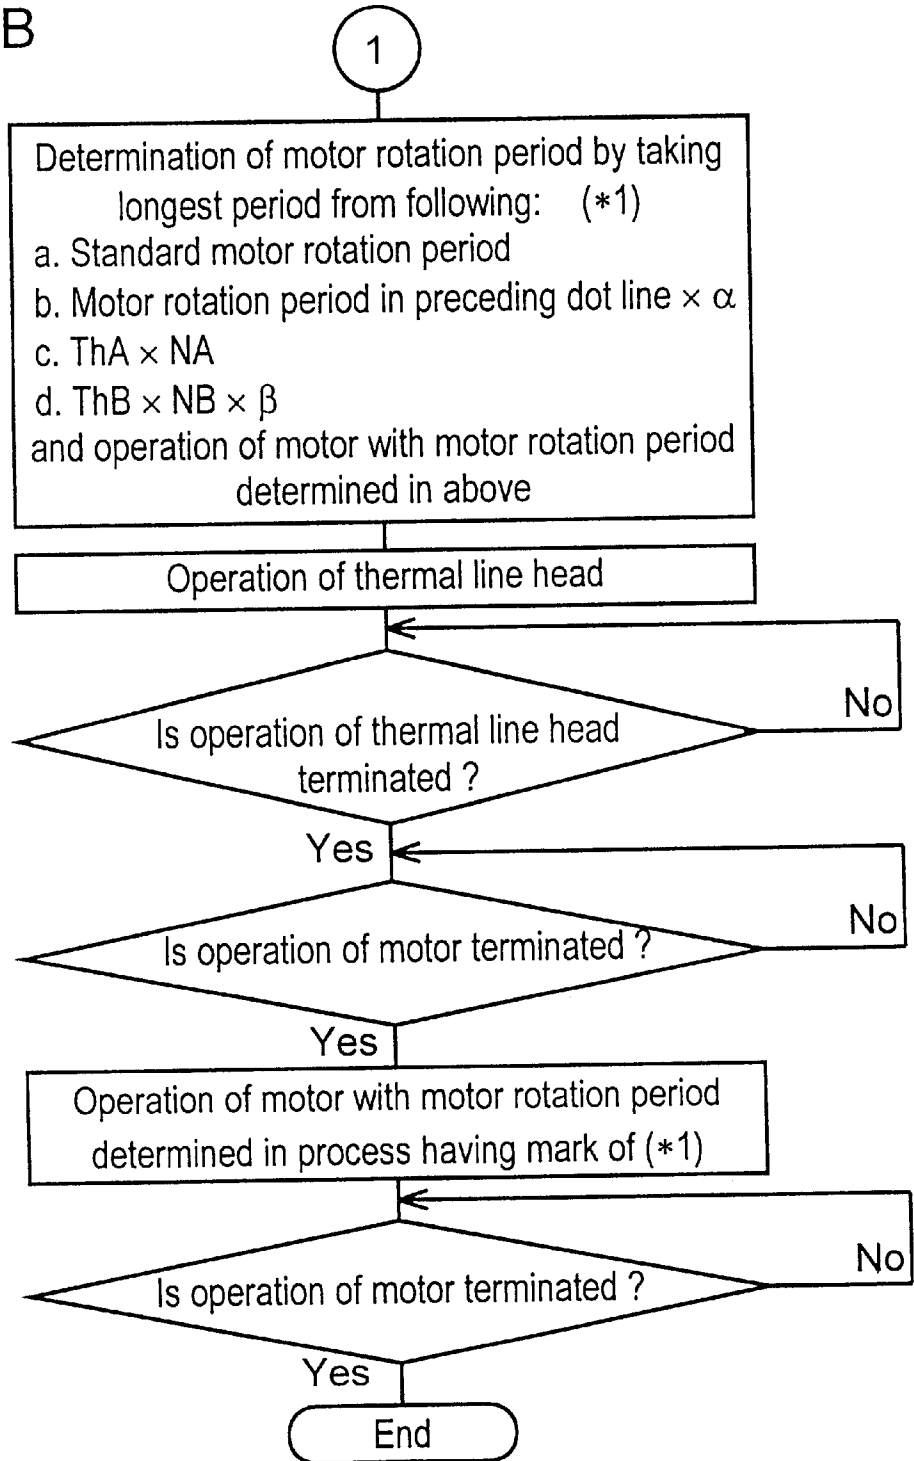 B
1
Determination of motor rotation period by taking
longest period from following: (*1)
a. Standard motor rotation period
b. Motor rotation period in preceding dot line × α
c. ThA × NA
d. ThB × NB × β
and operation of motor with motor rotation period
determined in above
Operation of thermal line head
No
Is operation of thermal line head
terminated ?
Yes
No
Is operation of motor terminated ?
Yes
Operation of motor with motor rotation period
determined in process having mark of (*1)
No
Is operation of motor terminated ?
Yes
End